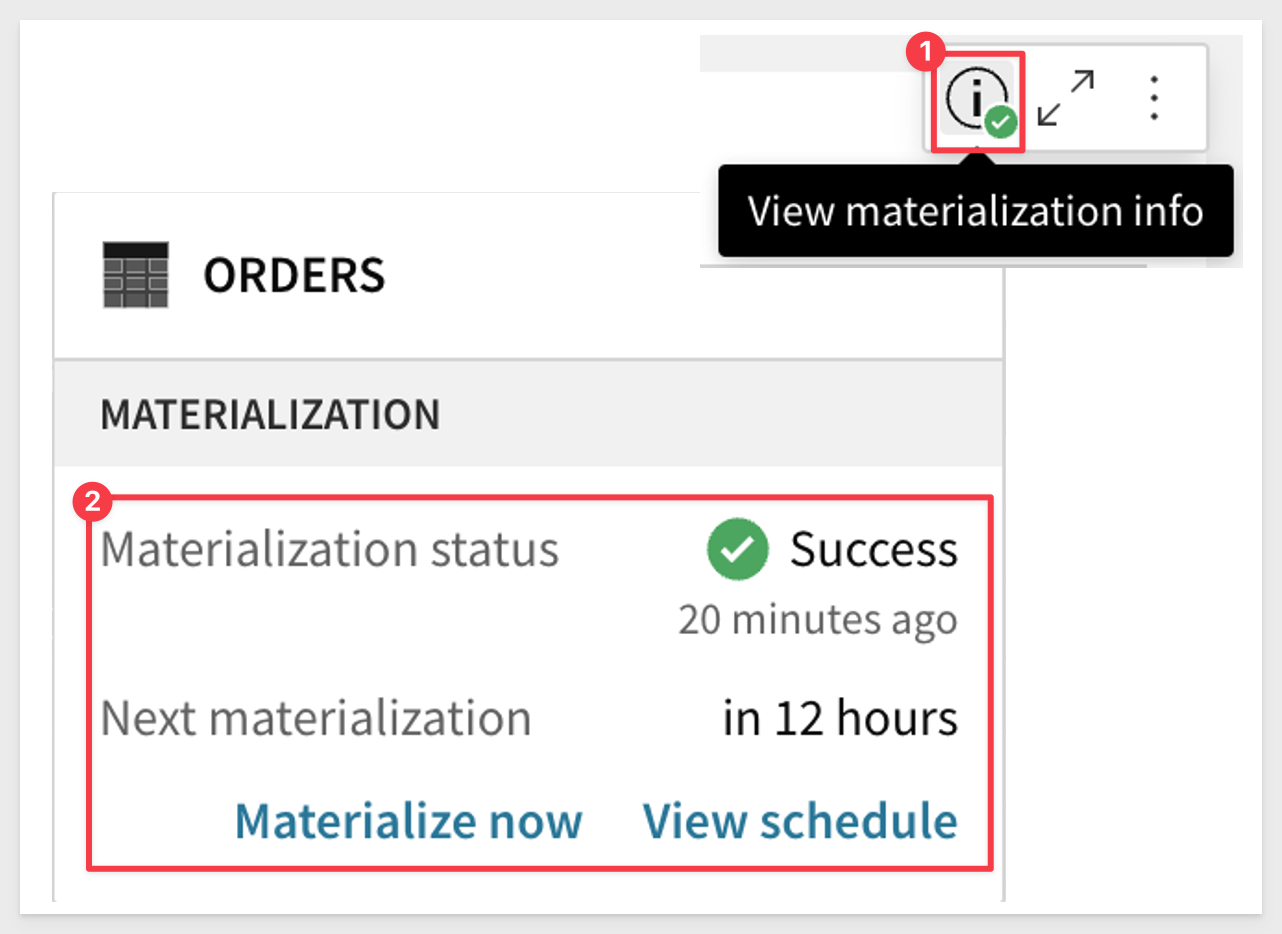 1
View materialization info
ORDERS
MATERIALIZATION
2
Materialization status Success
20 minutes ago
Next materialization in 12 hours
Materialize now View schedule